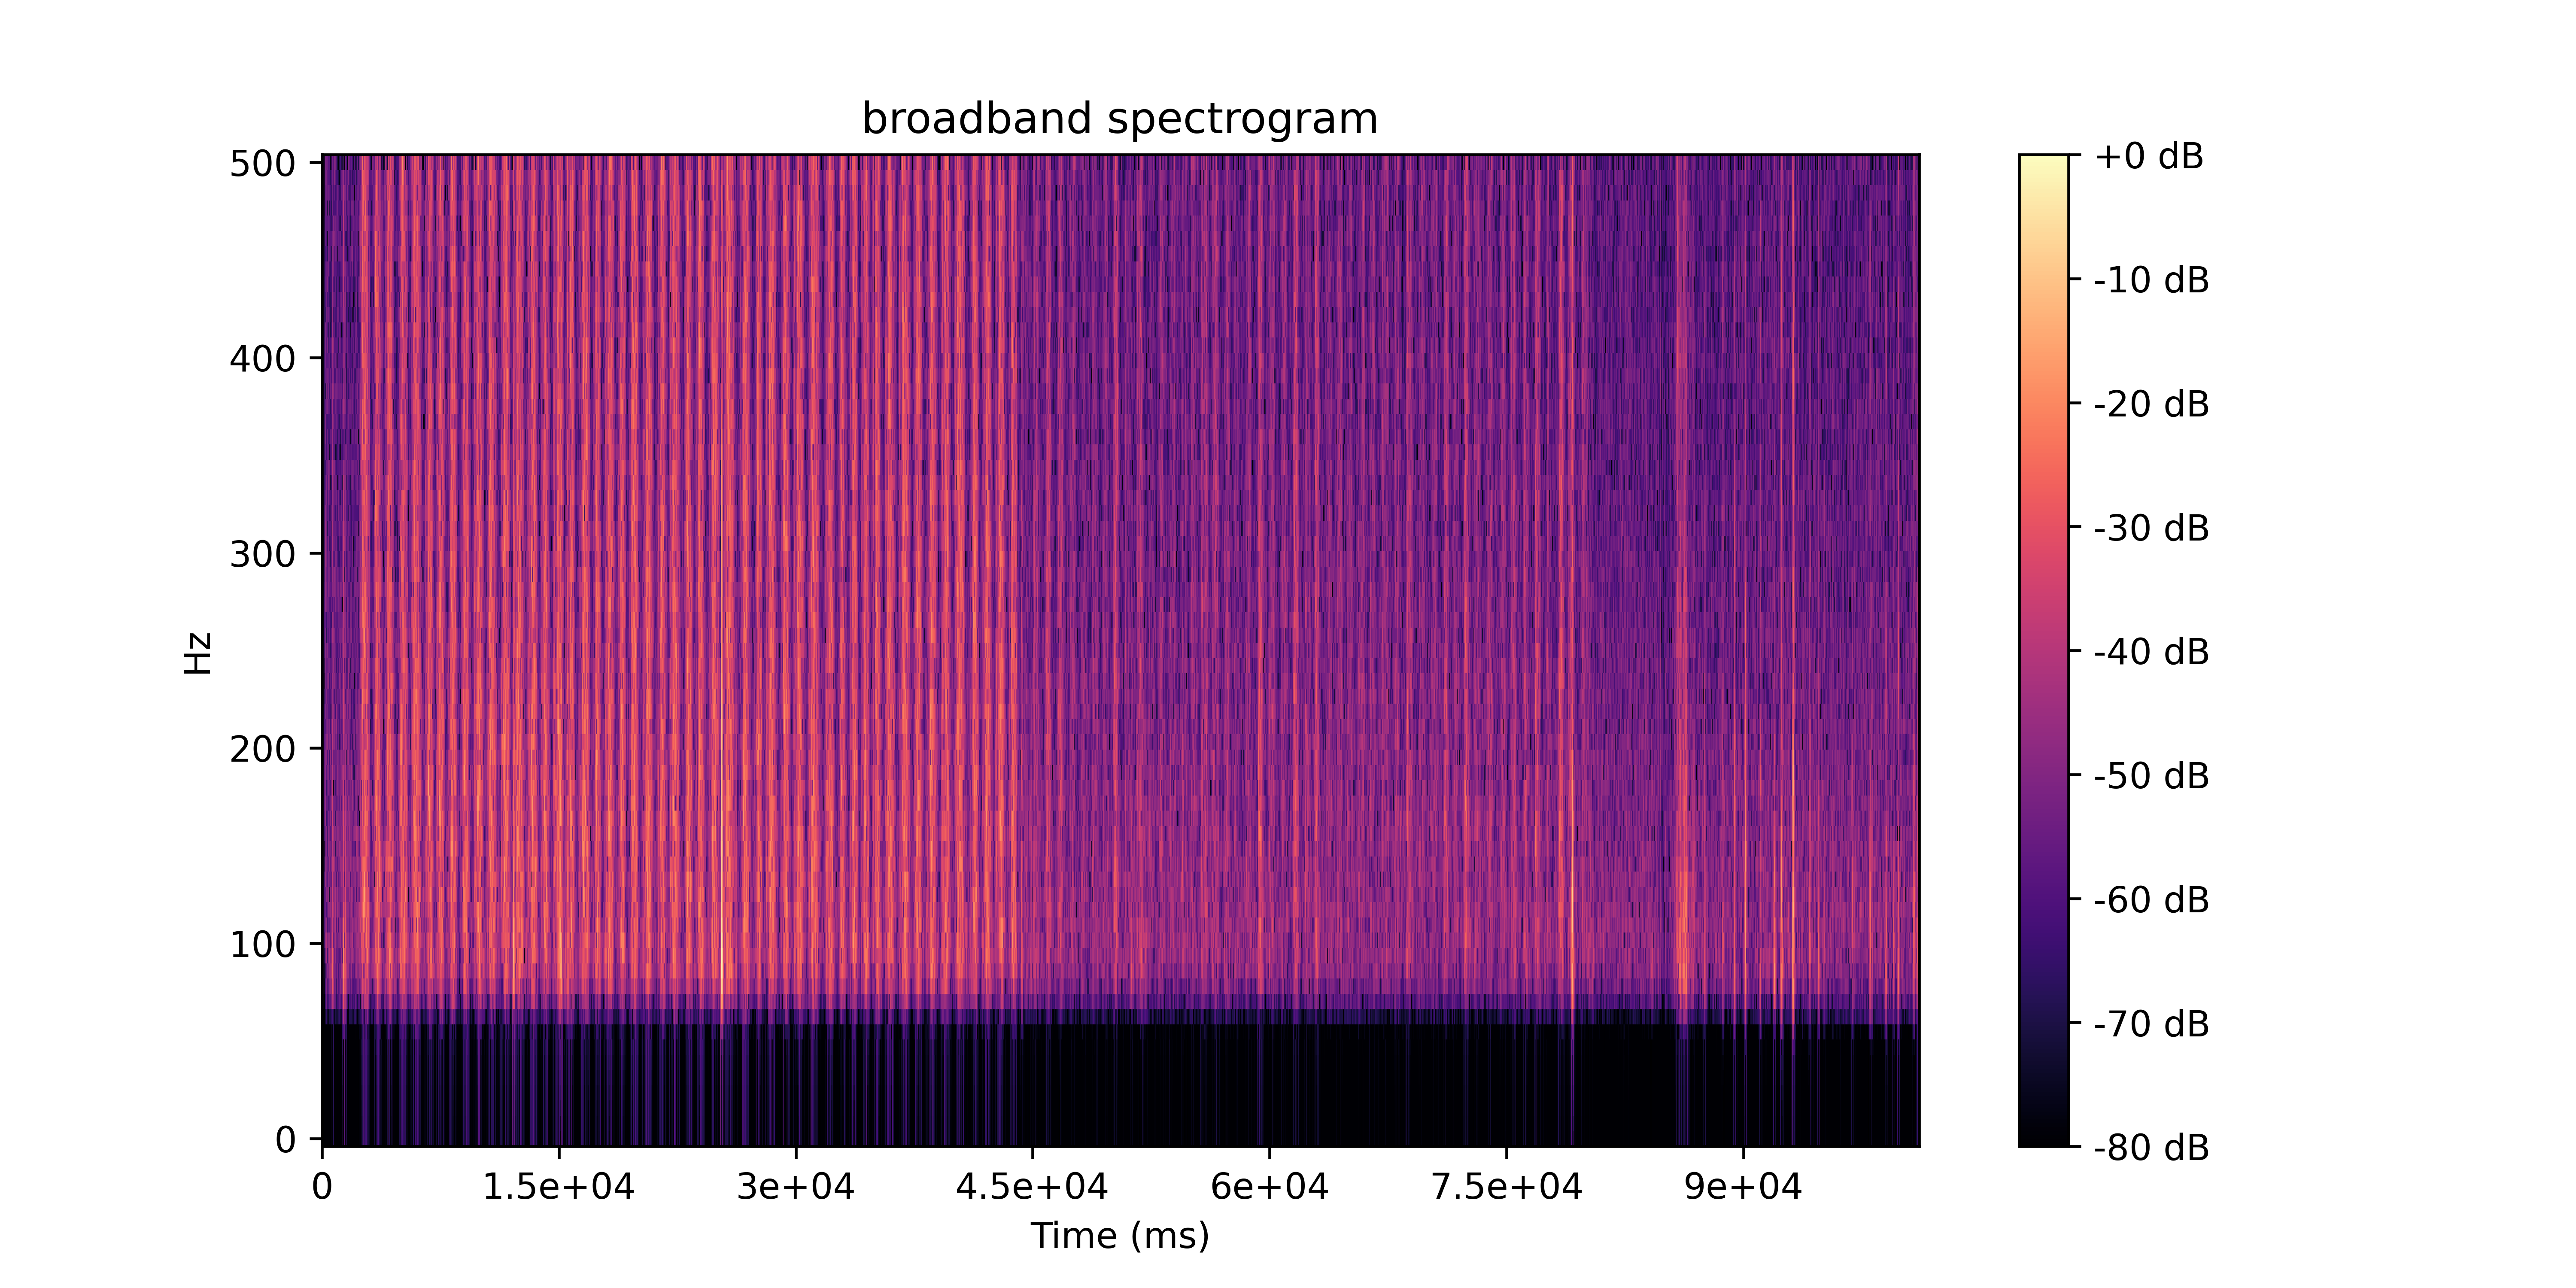 broadband spectrogram
500
400
300
200
100
0
Hz
0 1.5e+04 3e+04 4.5e+04 6e+04 7.5e+04 9e+04
Time (ms)
+0 dB
-10 dB
-20 dB
-30 dB
-40 dB
-50 dB
-60 dB
-70 dB
-80 dB